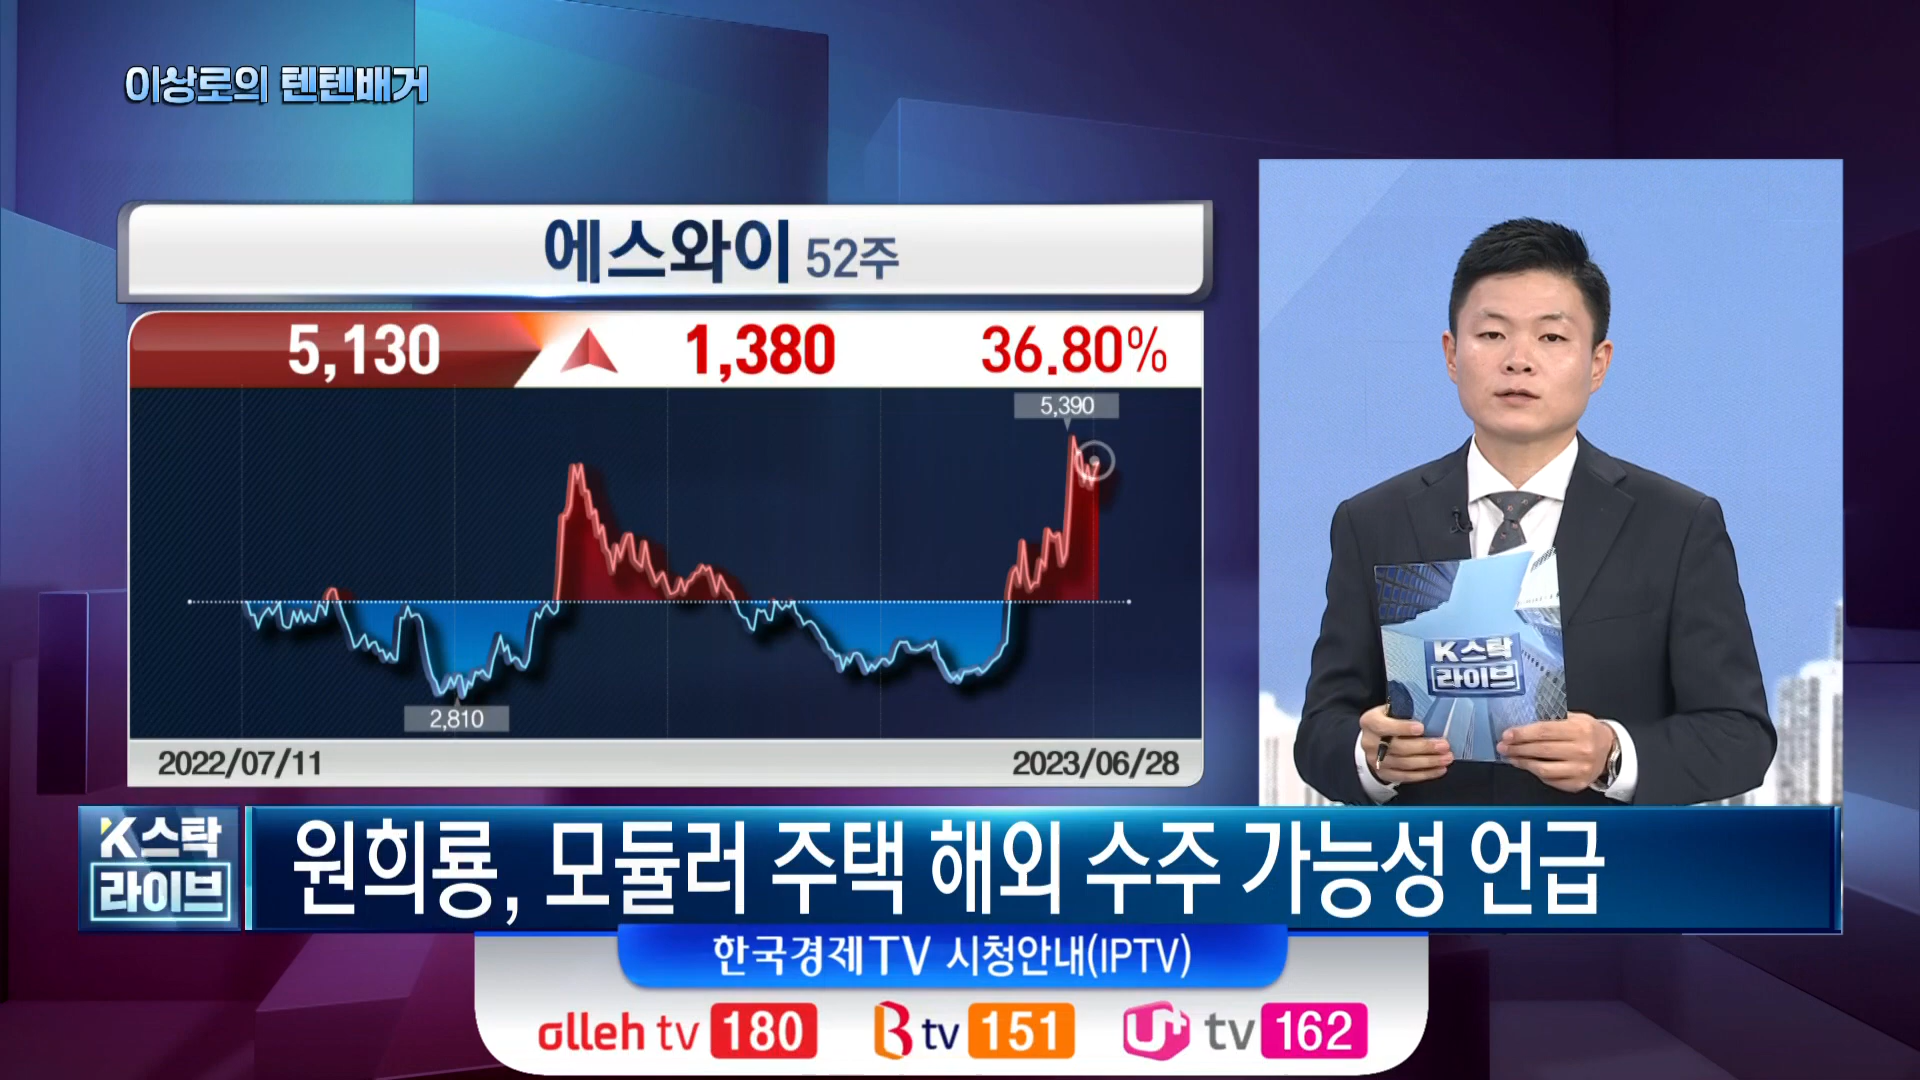 이상로의 텐텐배거
에스와이 52주
5,130 1,380 36.80%
5,390
2,810
2022/07/11 2023/06/28
K스탁
라이브
K스탁
라이브
원희룡, 모듈러 주택 해외 수주 가능성 언급
한국경제TV 시청안내(IPTV)
olleh tv 180 B tv 151 U+ tv 162